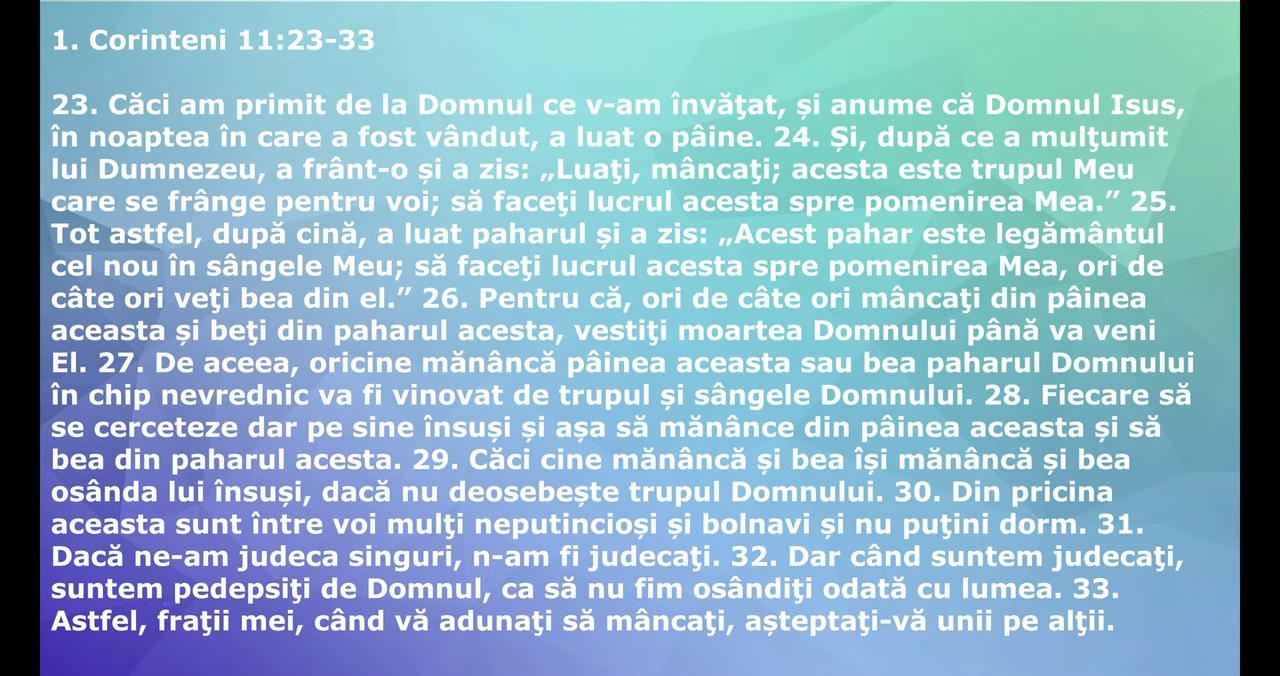 1. Corinteni 11:23-33
23. Căci am primit de la Domnul ce v-am învăţat, și anume că Domnul Isus,
în noaptea în care a fost vândut, a luat o pâine. 24. Și, după ce a mulţumit
lui Dumnezeu, a frânt-o și a zis: „Luaţi, mâncaţi; acesta este trupul Meu
care se frânge pentru voi; să faceţi lucrul acesta spre pomenirea Mea.” 25.
Tot astfel, după cină, a luat paharul și a zis: „Acest pahar este legământul
cel nou în sângele Meu; să faceţi lucrul acesta spre pomenirea Mea, ori de
câte ori veţi bea din el.” 26. Pentru că, ori de câte ori mâncaţi din pâinea
aceasta și beţi din paharul acesta, vestiţi moartea Domnului până va veni
El. 27. De aceea, oricine mănâncă pâinea aceasta sau bea paharul Domnului
în chip nevrednic va fi vinovat de trupul și sângele Domnului. 28. Fiecare să
se cerceteze dar pe sine însuși și așa să mănânce din pâinea aceasta și să
bea din paharul acesta. 29. Căci cine mănâncă și bea își mănâncă și bea
osânda lui însuși, dacă nu deosebește trupul Domnului. 30. Din pricina
aceasta sunt între voi mulţi neputincioși și bolnavi și nu puţini dorm. 31.
Dacă ne-am judeca singuri, n-am fi judecaţi. 32. Dar când suntem judecaţi,
suntem pedepsiţi de Domnul, ca să nu fim osândiţi odată cu lumea. 33.
Astfel, fraţii mei, când vă adunaţi să mâncaţi, așteptaţi-vă unii pe alţii.